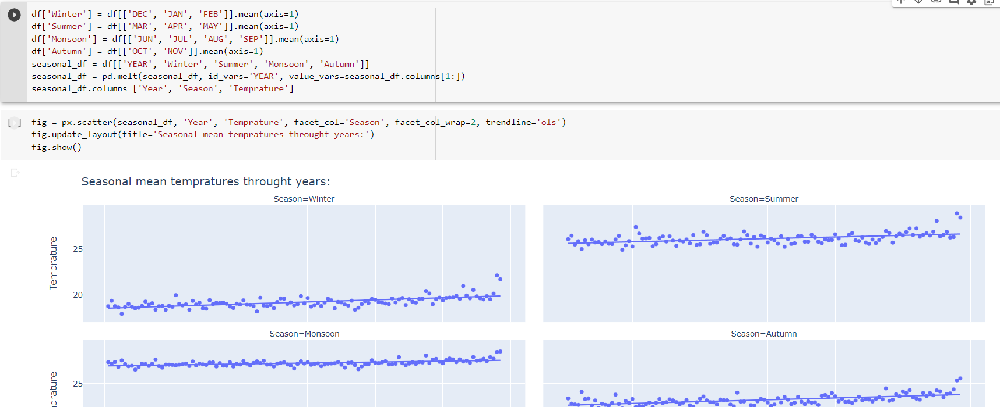 df['Winter'] = df[['DEC', 'JAN', 'FEB']].mean(axis=1)
df['Summer'] = df[['MAR', 'APR', 'MAY']].mean(axis=1)
df['Monsoon'] = df[['JUN', 'JUL', 'AUG', 'SEP']].mean(axis=1)
df['Autumn'] = df[['OCT', 'NOV']].mean(axis=1)
seasonal_df = df[['YEAR', 'Winter', 'Summer', 'Monsoon', 'Autumn']]
seasonal_df = pd.melt(seasonal_df, id_vars='YEAR', value_vars=seasonal_df.columns[1:])
seasonal_df.columns=['Year', 'Season', 'Temprature']
[ ] fig = px.scatter(seasonal_df, 'Year', 'Temprature', facet_col='Season', facet_col_wrap=2, trendline='ols')
fig.update_layout(title='Seasonal mean tempratures throught years:')
fig.show()
Seasonal mean tempratures throught years:
Season=Winter
Season=Summer
Temprature
25
20
Season=Monsoon
Season=Autumn
prature
25